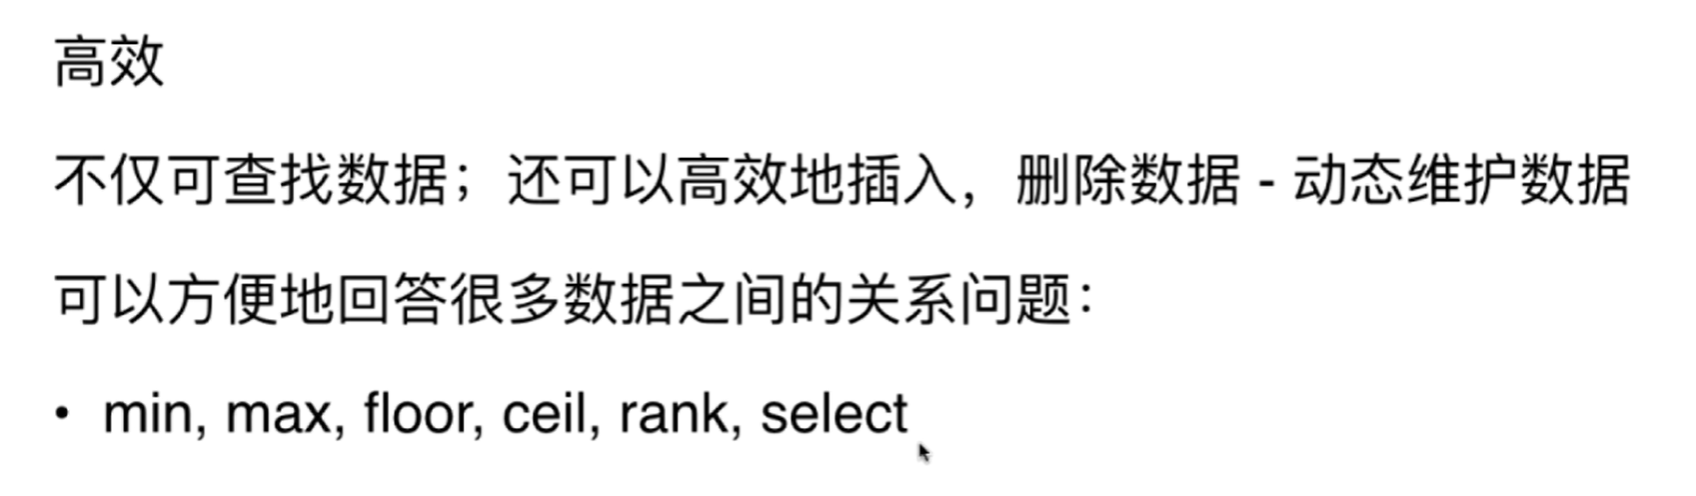 高效
不仅可查找数据；还可以高效地插入，删除数据 - 动态维护数据
可以方便地回答很多数据之间的关系问题：
• min, max, floor, ceil, rank, select